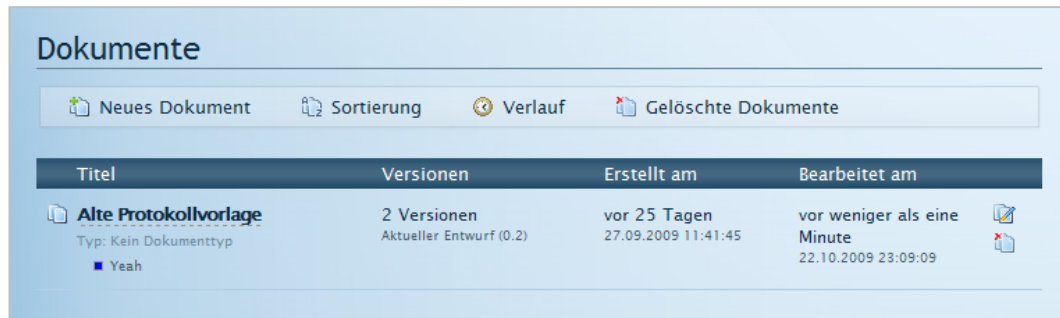 Dokumente
Neues Dokument Sortierung Verlauf Gelöschte Dokumente
Titel Versionen Erstellt am Bearbeitet am
Alte Protokollvorlage 2 Versionen vor 25 Tagen vor weniger als eine
Typ: Kein Dokumenttyp Aktueller Entwurf (0.2) 27.09.2009 11:41:45 Minute
Yeah 22.10.2009 23:09:09